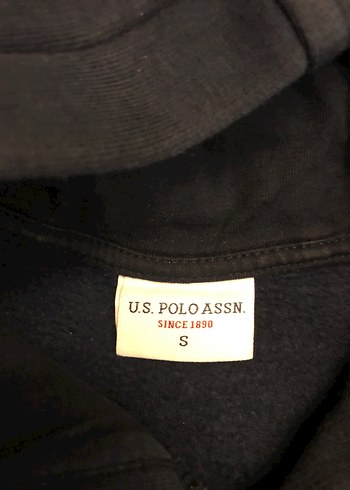 U.S. POLO ASSN.
SINCE 1890
S